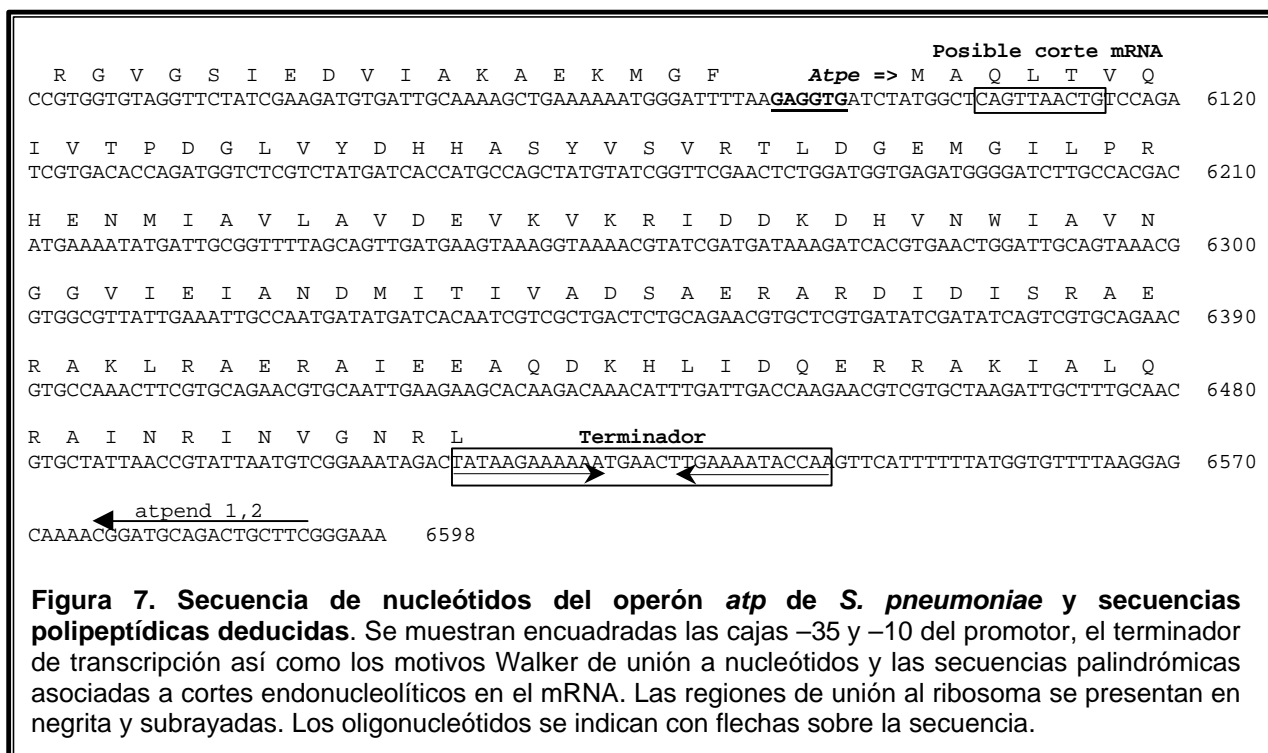 Posible corte mRNA
R G V G S I E D V I A K A E K M G F Atpe => M A Q L T V Q
CCGTGGTGTAGGTTCTATCGAAGATGTGATTGCAAAAGCTGAAAAAATGGGATTTTAAGAGGTGATCTATGGCTCAGTTAACTGTCCAGA 6120
I V T P D G L V Y D H H A S Y V S V R T L D G E M G I L P R
TCGTGACACCAGATGGTCTCGTCTATGATCACCATGCCAGCTATGTATCGGTTCGAACTCTGGATGGTGAGATGGGGATCTTGCCACGAC 6210
H E N M I A V L A V D E V K V K R I D D K D H V N W I A V N
ATGAAAATATGATTGCGGTTTTAGCAGTTGATGAAGTAAAGGTAAAACGTATCGATGATAAAGATCACGTGAACTGGATTGCAGTAAACG 6300
G G V I E I A N D M I T I V A D S A E R A R D I D I S R A E
GTGGCGTTATTGAAATTGCCAATGATATGATCACAATCGTCGCTGACTCTGCAGAACGTGCTCGTGATATCGATATCAGTCGTGCAGAAC 6390
R A K L R A E R A I E E A Q D K H L I D Q E R R A K I A L Q
GTGCCAAACTTCGTGCAGAACGTGCAATTGAAGAAGCACAAGACAAACATTTGATTGACCAAGAACGTCGTGCTAAGATTGCTTTGCAAC 6480
R A I N R I N V G N R L Terminador
GTGCTATTAACCGTATTAATGTCGGAAATAGACTATAAGAAAAAATGAACTTGAAAATACCAAGTTCATTTTTTATGGTGTTTTAAGGAG 6570
atpend 1,2
CAAAACGGATGCAGACTGCTTCGGGAAA 6598
Figura 7. Secuencia de nucleótidos del operón atp de S. pneumoniae y secuencias
polipeptídicas deducidas. Se muestran encuadradas las cajas –35 y –10 del promotor, el terminador
de transcripción así como los motivos Walker de unión a nucleótidos y las secuencias palindrómicas
asociadas a cortes endonucleolíticos en el mRNA. Las regiones de unión al ribosoma se presentan en
negrita y subrayadas. Los oligonucleótidos se indican con flechas sobre la secuencia.